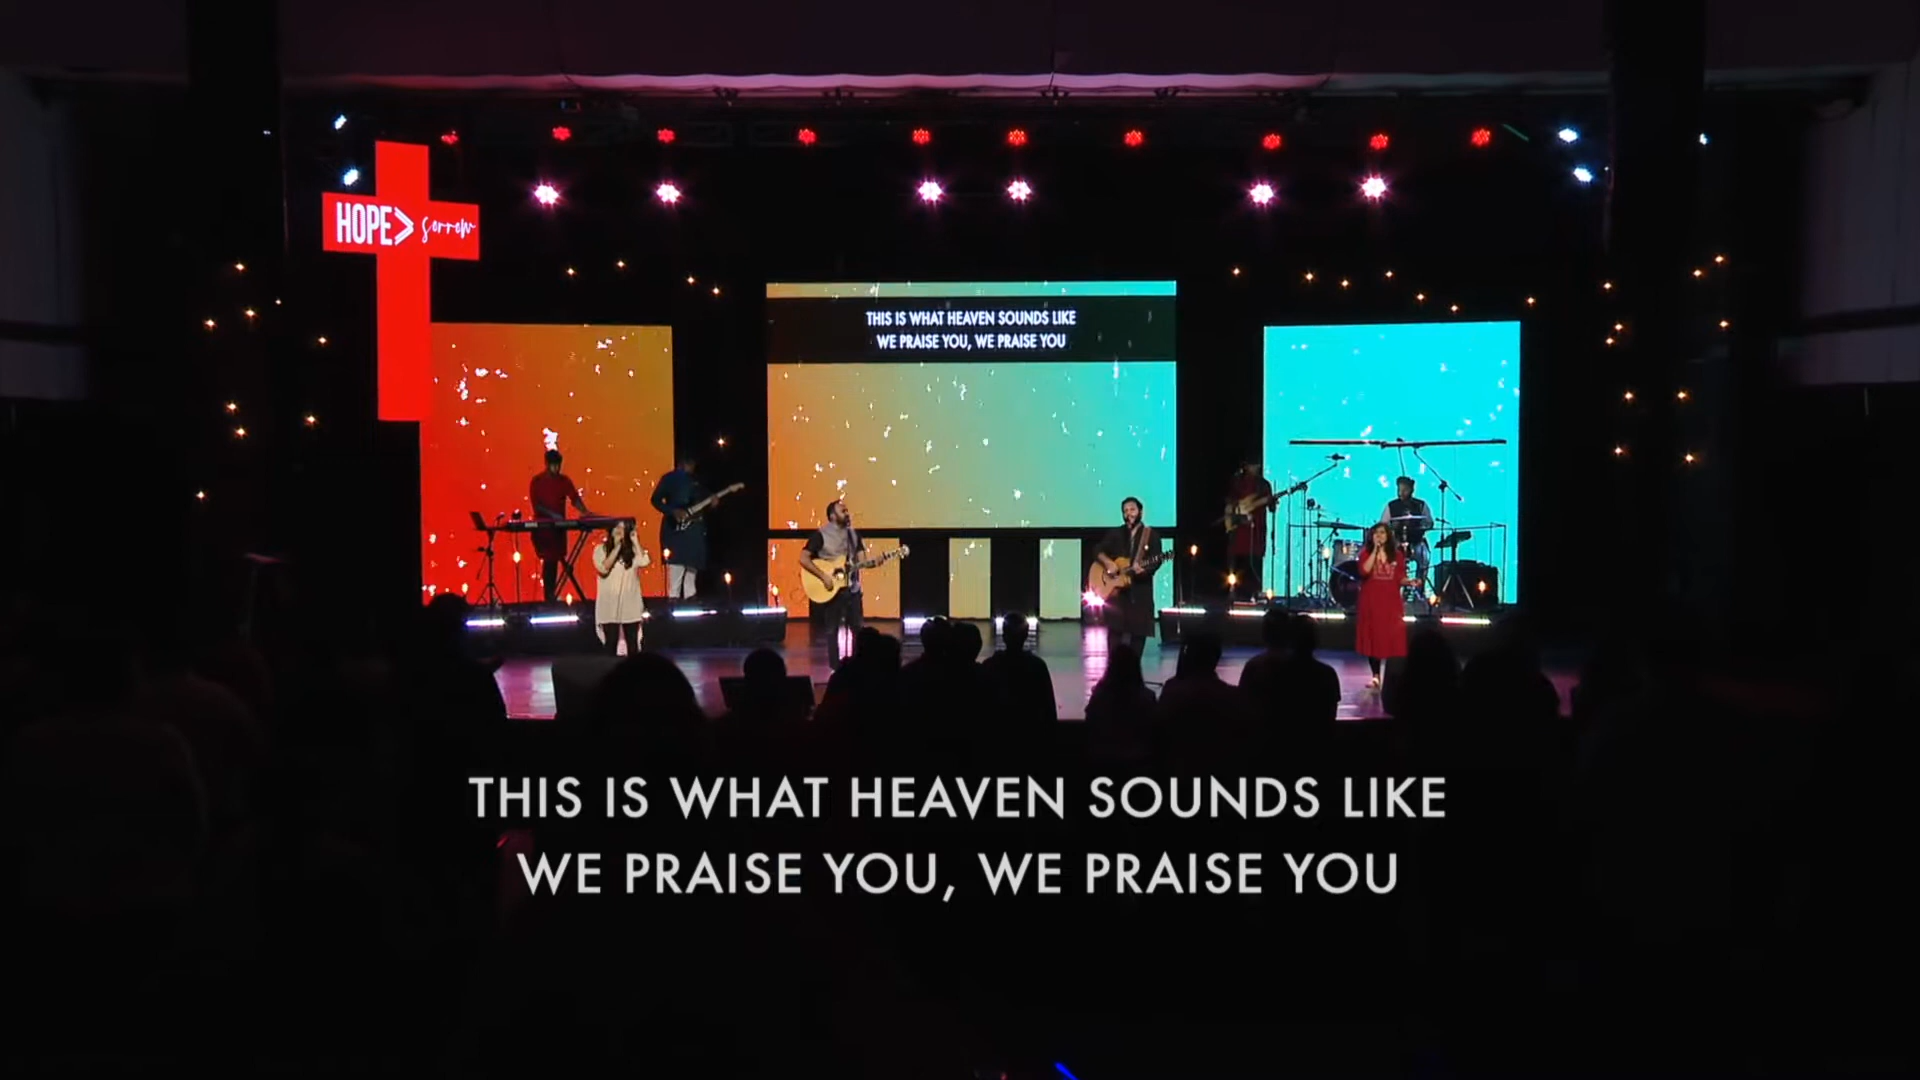 HOPE> sorrow
THIS IS WHAT HEAVEN SOUNDS LIKE
WE PRAISE YOU, WE PRAISE YOU
THIS IS WHAT HEAVEN SOUNDS LIKE
WE PRAISE YOU, WE PRAISE YOU